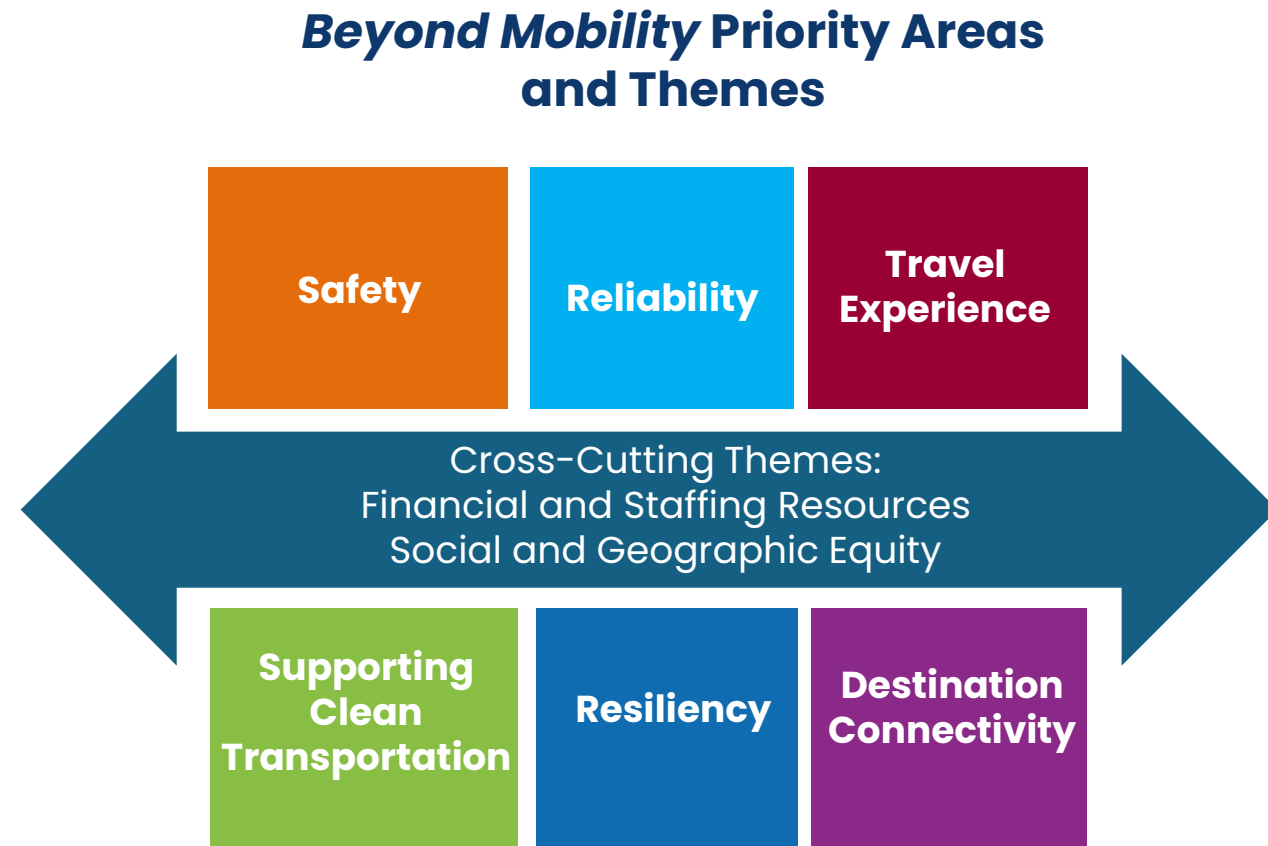 Beyond Mobility Priority Areas
and Themes
Safety
Reliability
Travel
Experience
Cross-Cutting Themes:
Financial and Staffing Resources
Social and Geographic Equity
Supporting
Clean
Transportation
Resiliency
Destination
Connectivity